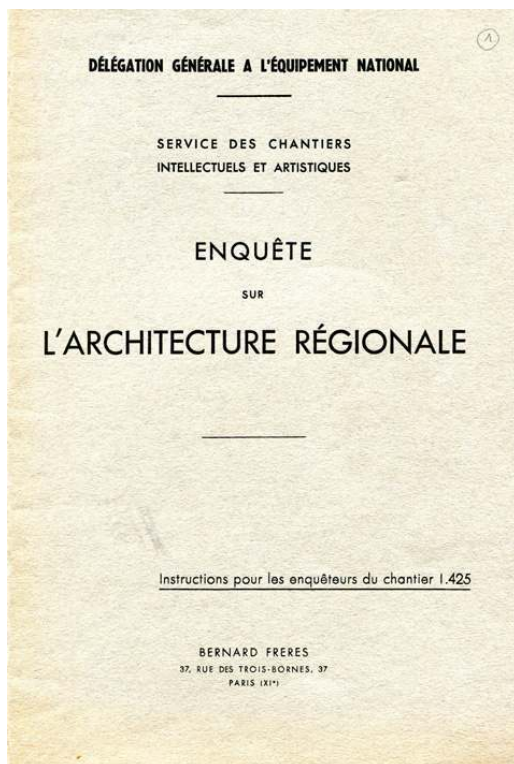 1
DÉLÉGATION GÉNÉRALE A L'ÉQUIPEMENT NATIONAL
SERVICE DES CHANTIERS
INTELLECTUELS ET ARTISTIQUES
ENQUÊTE
SUR
L'ARCHITECTURE RÉGIONALE
Instructions pour les enquêteurs du chantier 1.425
BERNARD FRERES
37, RUE DES TROIS-BORNES, 37
PARIS (XIᵉ)